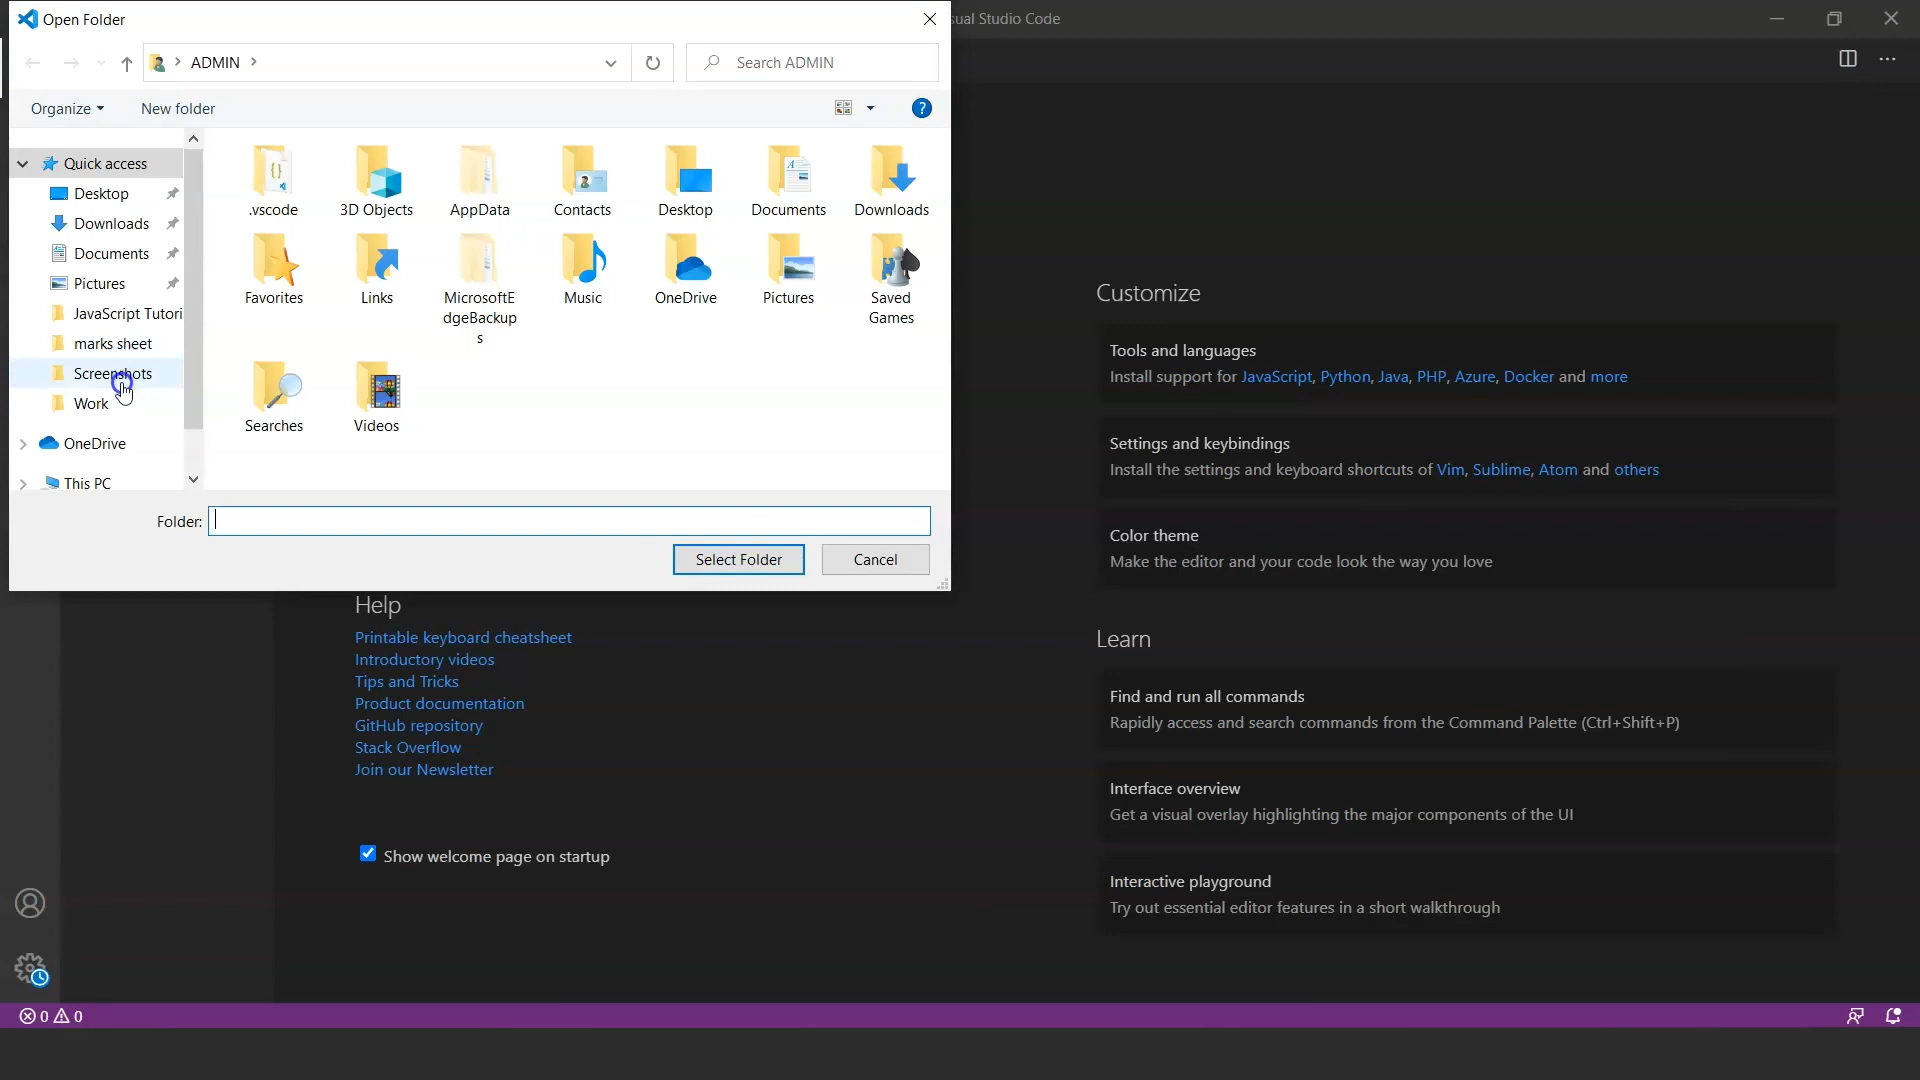 Open Folder
sual Studio Code
ADMIN
Search ADMIN
Organize
New folder
Quick access
Desktop
Downloads
Documents
Pictures
JavaScript Tutori
marks sheet
Screenshots
Work
OneDrive
This PC
.vscode
3D Objects
AppData
Contacts
Desktop
Documents
Downloads
Favorites
Links
MicrosoftE
dgeBackup
s
Music
OneDrive
Pictures
Saved
Games
Searches
Videos
Folder:
Select Folder
Cancel
Help
Printable keyboard cheatsheet
Introductory videos
Tips and Tricks
Product documentation
GitHub repository
Stack Overflow
Join our Newsletter
Show welcome page on startup
Customize
Tools and languages
Install support for JavaScript, Python, Java, PHP, Azure, Docker and more
Settings and keybindings
Install the settings and keyboard shortcuts of Vim, Sublime, Atom and others
Color theme
Make the editor and your code look the way you love
Learn
Find and run all commands
Rapidly access and search commands from the Command Palette (Ctrl+Shift+P)
Interface overview
Get a visual overlay highlighting the major components of the UI
Interactive playground
Try out essential editor features in a short walkthrough
0 0